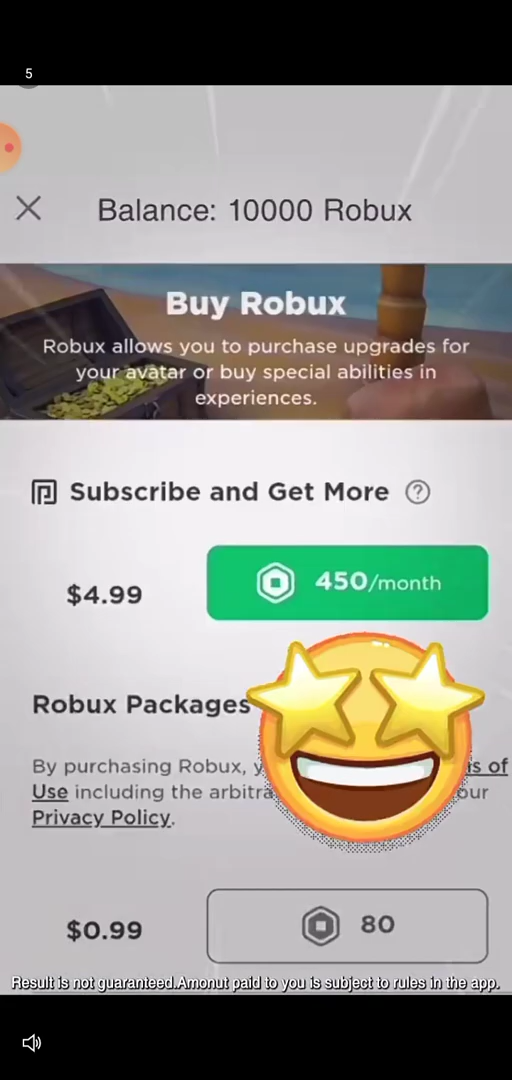 5
Balance: 10000 Robux
Buy Robux
Robux allows you to purchase upgrades for
your avatar or buy special abilities in
experiences.
Subscribe and Get More ?
$4.99
450/month
Robux Packages
By purchasing Robux, of
Use including the our
Privacy Policy.
$0.99
80
Result is not guaranteed.Amonut paid to you is subject to rules in the app.